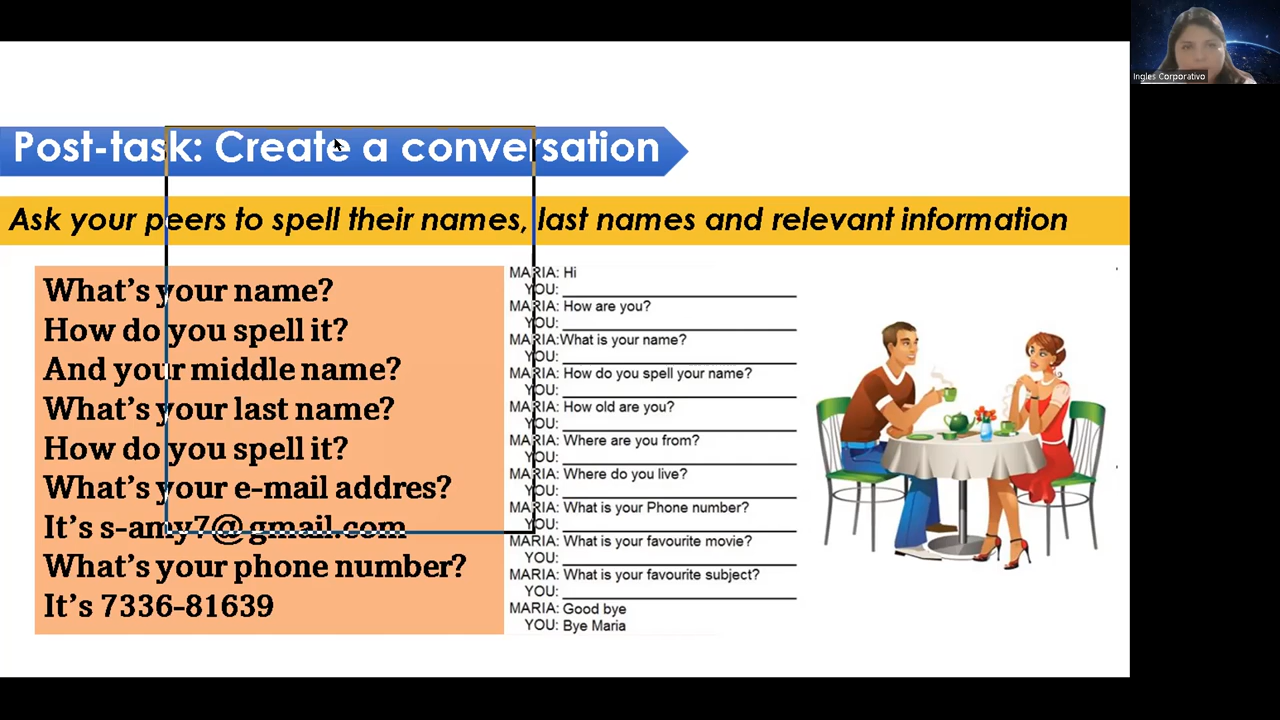 Ingles Corporativo
Post-task: Create a conversation
Ask your peers to spell their names, last names and relevant information
What's your name?
How do you spell it?
And your middle name?
What's your last name?
How do you spell it?
What's your e-mail addres?
It's s-amy7@gmail.com
What's your phone number?
It's 7336-81639
MARIA: Hi
YOU:
MARIA: How are you?
YOU:
MARIA:What is your name?
YOU:
MARIA: How do you spell your name?
YOU:
MARIA: How old are you?
YOU:
MARIA: Where are you from?
YOU:
MARIA: Where do you live?
YOU:
MARIA: What is your Phone number?
YOU:
MARIA: What is your favourite movie?
YOU:
MARIA: What is your favourite subject?
YOU:
MARIA: Good bye
YOU: Bye Maria